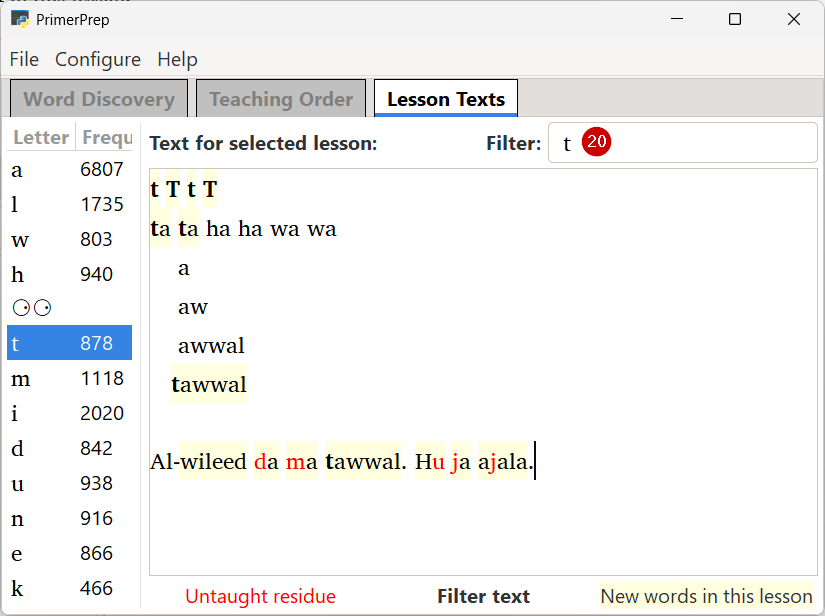 PrimerPrep
File Configure Help
Word Discovery Teaching Order Lesson Texts
Letter Frequ
a 6807
l 1735
w 803
h 940
t 878
m 1118
i 2020
d 842
u 938
n 916
e 866
k 466
Text for selected lesson: Filter: t 20
t T t T
ta ta ha ha wa wa
a
aw
awwal
tawwal
Al-wileed da ma tawwal. Hu ja ajala.
Untaught residue Filter text New words in this lesson